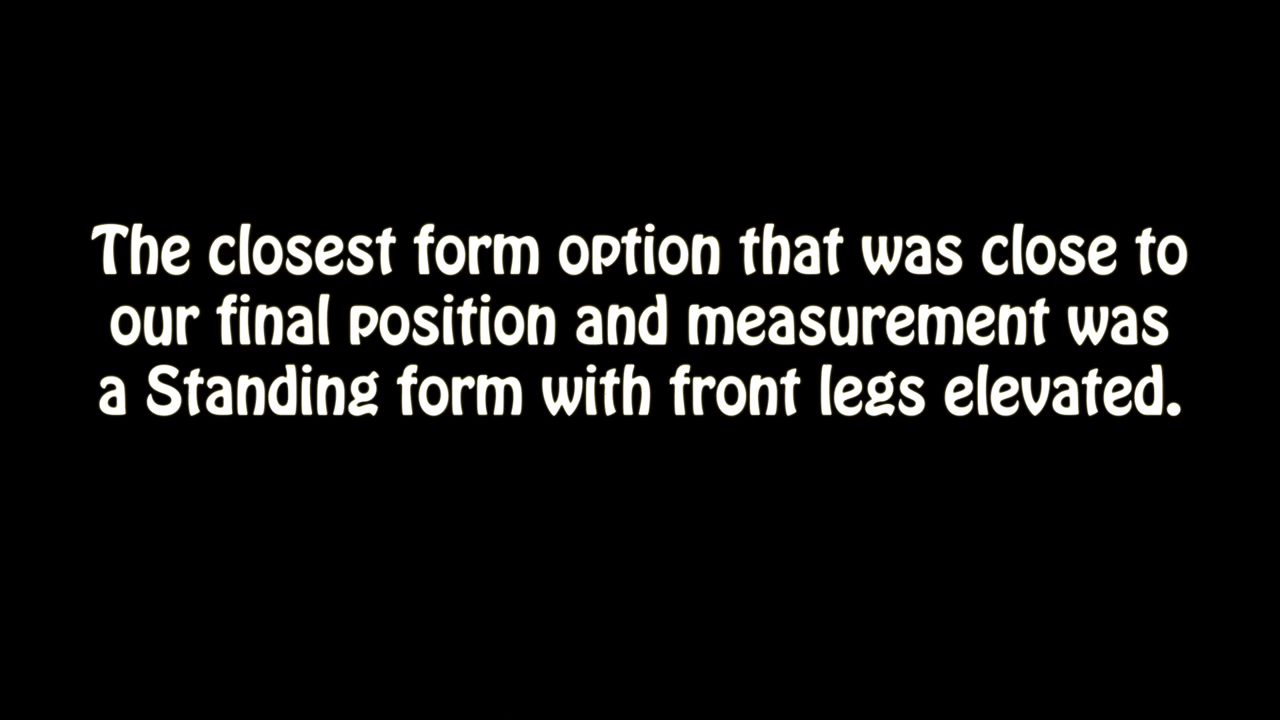 The closest form option that was close to
our final position and measurement was
a Standing form with front legs elevated.